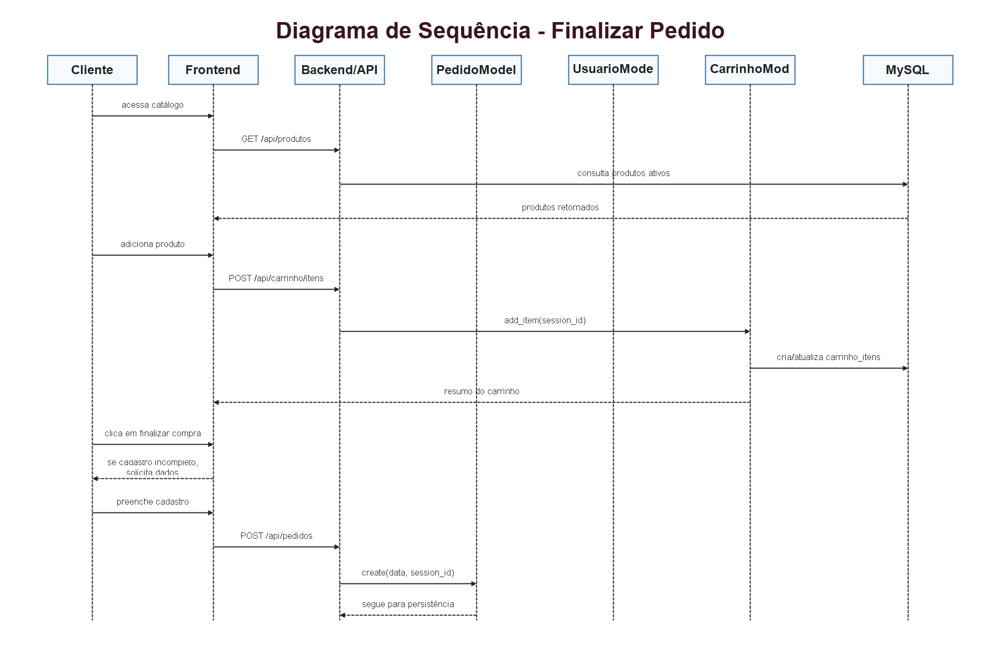 Diagrama de Sequência - Finalizar Pedido
Cliente
Frontend
Backend/API
PedidoModel
UsuarioMode
CarrinhoMod
MySQL
acessa catálogo
GET /api/produtos
consulta produtos ativos
produtos retornados
adiciona produto
POST /api/carrinho/itens
add_item(session_id)
cria/atualiza carrinho_itens
resumo do carrinho
clica em finalizar compra
se cadastro incompleto,
solicita dados
preenche cadastro
POST /api/pedidos
create(data, session_id)
segue para persistência